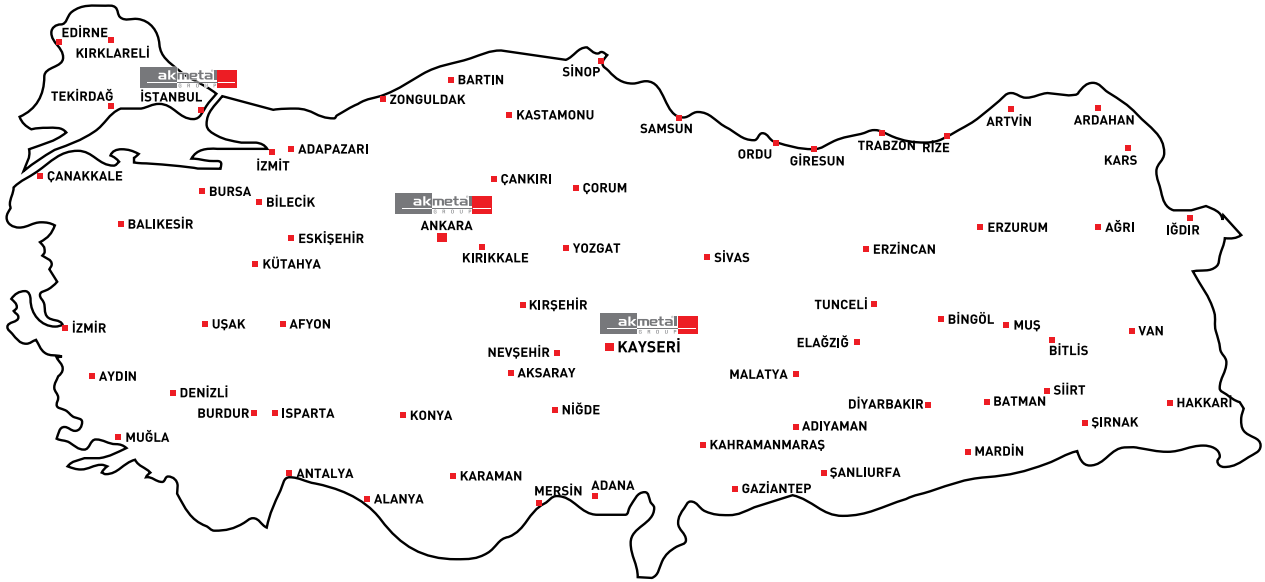 EDİRNE
KIRKLARELİ
akmetal
GROUP
TEKİRDAĞ
İSTANBUL
SİNOP
BARTIN
ZONGULDAK
KASTAMONU
SAMSUN
ARTVİN
ARDAHAN
TRABZON
RİZE
ORDU
GİRESUN
KARS
ADAPAZARI
İZMİT
ÇANAKKALE
BURSA
BİLECİK
ÇANKIRI
ÇORUM
akmetal
GROUP
ANKARA
BALIKESİR
ESKİŞEHİR
KÜTAHYA
KIRIKKALE
YOZGAT
SİVAS
ERZİNCAN
ERZURUM
AĞRI
IĞDIR
KIRŞEHİR
TUNCELİ
BİNGÖL
MUŞ
VAN
BİTLİS
İZMİR
UŞAK
AFYON
akmetal
GROUP
KAYSERİ
ELAĞZIĞ
NEVŞEHİR
AKSARAY
MALATYA
AYDIN
DENİZLİ
BURDUR
ISPARTA
KONYA
NİĞDE
DİYARBAKIR
BATMAN
SİİRT
HAKKARİ
ŞIRNAK
ADIYAMAN
MUĞLA
KAHRAMANMARAŞ
MARDİN
ANTALYA
KARAMAN
ŞANLIURFA
ALANYA
MERSİN
ADANA
GAZİANTEP